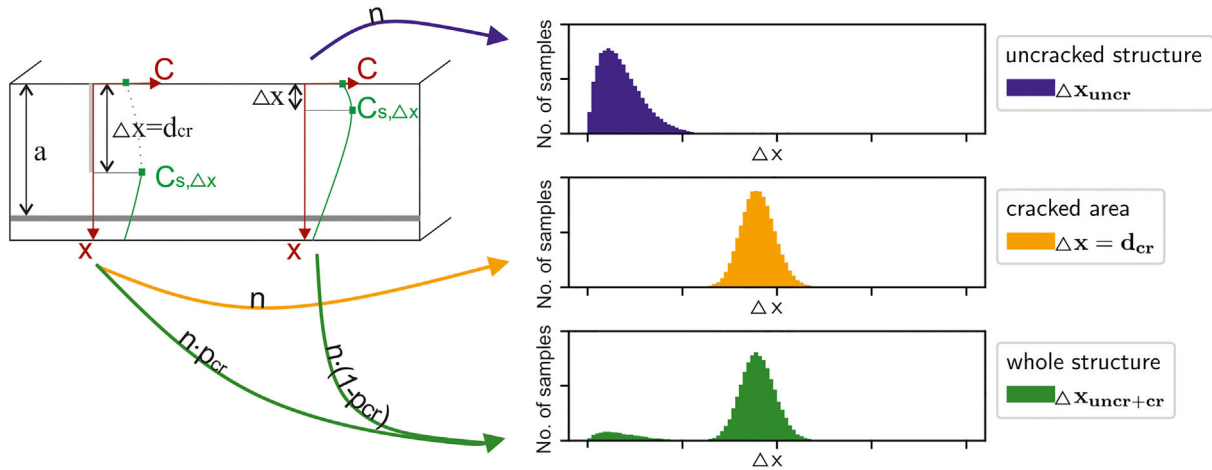 n
C
C
△x
Cs,△x
△x=dcr
a
Cs,△x
x
x
n
n·pcr
n·(1-pcr)
No. of samples
△x
uncracked structure
△xuncr
No. of samples
△x
cracked area
△x = dcr
No. of samples
△x
whole structure
△xuncr+cr